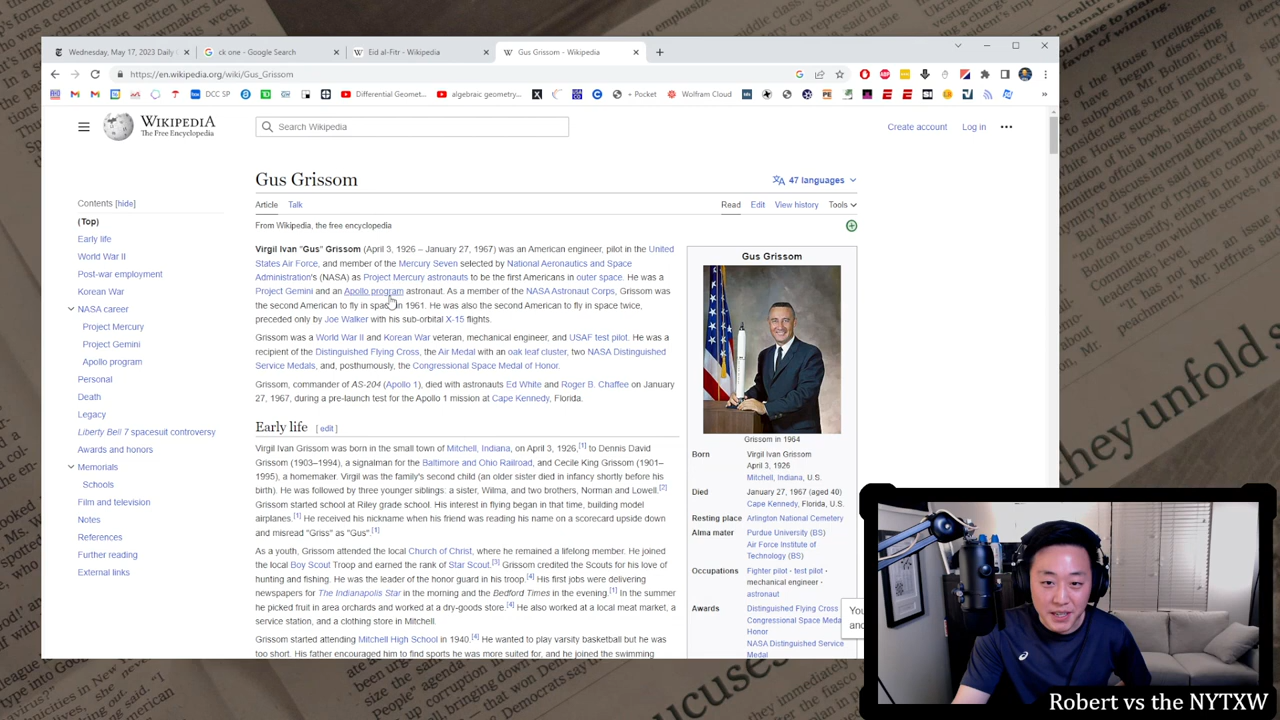 Wednesday, May 17, 2023 Daily
ck one - Google Search
Eid al-Fitr - Wikipedia
Gus Grissom - Wikipedia
https://en.wikipedia.org/wiki/Gus_Grissom
DCC SP
Differential Geomet...
algebraic geometry...
+ Pocket
Wolfram Cloud
WIKIPEDIA
The Free Encyclopedia
Search Wikipedia
Create account
Log in
Gus Grissom
47 languages
Article
Talk
Read
Edit
View history
Tools
From Wikipedia, the free encyclopedia
Contents [hide]
(Top)
Early life
World War II
Post-war employment
Korean War
NASA career
Project Mercury
Project Gemini
Apollo program
Personal
Death
Legacy
Liberty Bell 7 spacesuit controversy
Awards and honors
Memorials
Schools
Film and television
Notes
References
Further reading
External links
Virgil Ivan "Gus" Grissom (April 3, 1926 – January 27, 1967) was an American engineer, pilot in the United
States Air Force, and member of the Mercury Seven selected by National Aeronautics and Space
Administration's (NASA) as Project Mercury astronauts to be the first Americans in outer space. He was a
Project Gemini and an Apollo program astronaut. As a member of the NASA Astronaut Corps, Grissom was
the second American to fly in space in 1961. He was also the second American to fly in space twice,
preceded only by Joe Walker with his sub-orbital X-15 flights.
Grissom was a World War II and Korean War veteran, mechanical engineer, and USAF test pilot. He was a
recipient of the Distinguished Flying Cross, the Air Medal with an oak leaf cluster, two NASA Distinguished
Service Medals, and, posthumously, the Congressional Space Medal of Honor.
Grissom, commander of AS-204 (Apollo 1), died with astronauts Ed White and Roger B. Chaffee on January
27, 1967, during a pre-launch test for the Apollo 1 mission at Cape Kennedy, Florida.
Early life [ edit ]
Virgil Ivan Grissom was born in the small town of Mitchell, Indiana, on April 3, 1926,[1] to Dennis David
Grissom (1903–1994), a signalman for the Baltimore and Ohio Railroad, and Cecile King Grissom (1901–
1995), a homemaker. Virgil was the family's second child (an older sister died in infancy shortly before his
birth). He was followed by three younger siblings: a sister, Wilma, and two brothers, Norman and Lowell.[2]
Grissom started school at Riley grade school. His interest in flying began in that time, building model
airplanes.[1] He received his nickname when his friend was reading his name on a scorecard upside down
and misread "Griss" as "Gus".[1]
As a youth, Grissom attended the local Church of Christ, where he remained a lifelong member. He joined
the local Boy Scout Troop and earned the rank of Star Scout.[3] Grissom credited the Scouts for his love of
hunting and fishing. He was the leader of the honor guard in his troop.[4] His first jobs were delivering
newspapers for The Indianapolis Star in the morning and the Bedford Times in the evening.[1] In the summer
he picked fruit in area orchards and worked at a dry-goods store.[4] He also worked at a local meat market, a
service station, and a clothing store in Mitchell.
Grissom started attending Mitchell High School in 1940.[4] He wanted to play varsity basketball but he was
too short. His father encouraged him to find sports he was more suited for, and he joined the swimming
Gus Grissom
Grissom in 1964
Born
Virgil Ivan Grissom
April 3, 1926
Mitchell, Indiana, U.S.
Died
January 27, 1967 (aged 40)
Cape Kennedy, Florida, U.S.
Resting place
Arlington National Cemetery
Alma mater
Purdue University (BS)
Air Force Institute of
Technology (BS)
Occupations
Fighter pilot · test pilot ·
mechanical engineer ·
astronaut
Awards
Distinguished Flying Cross
Congressional Space Meda
Honor
NASA Distinguished Service
Medal
You
and
they unfold
Robert vs the NYTXW